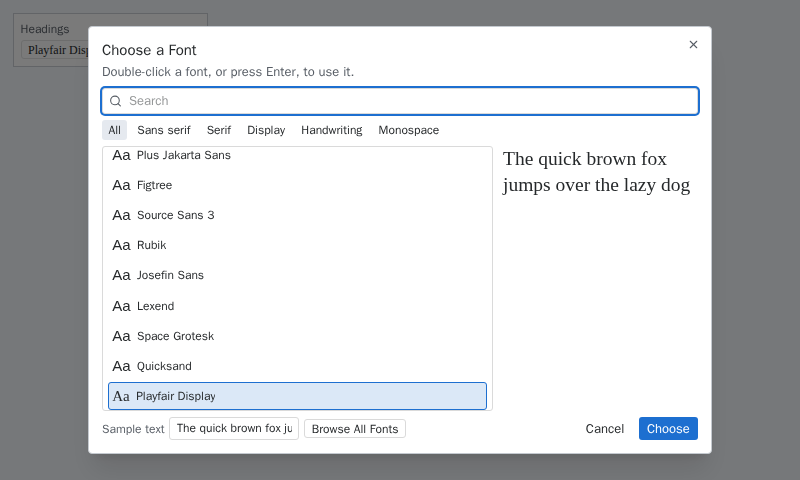 Headings
Playfair Disp
Choose a Font
Double-click a font, or press Enter, to use it.
Search
All
Sans serif
Serif
Display
Handwriting
Monospace
Aa Plus Jakarta Sans
Aa Figtree
Aa Source Sans 3
Aa Rubik
Aa Josefin Sans
Aa Lexend
Aa Space Grotesk
Aa Quicksand
Aa Playfair Display
The quick brown fox
jumps over the lazy dog
Sample text
The quick brown fox ju
Browse All Fonts
Cancel
Choose